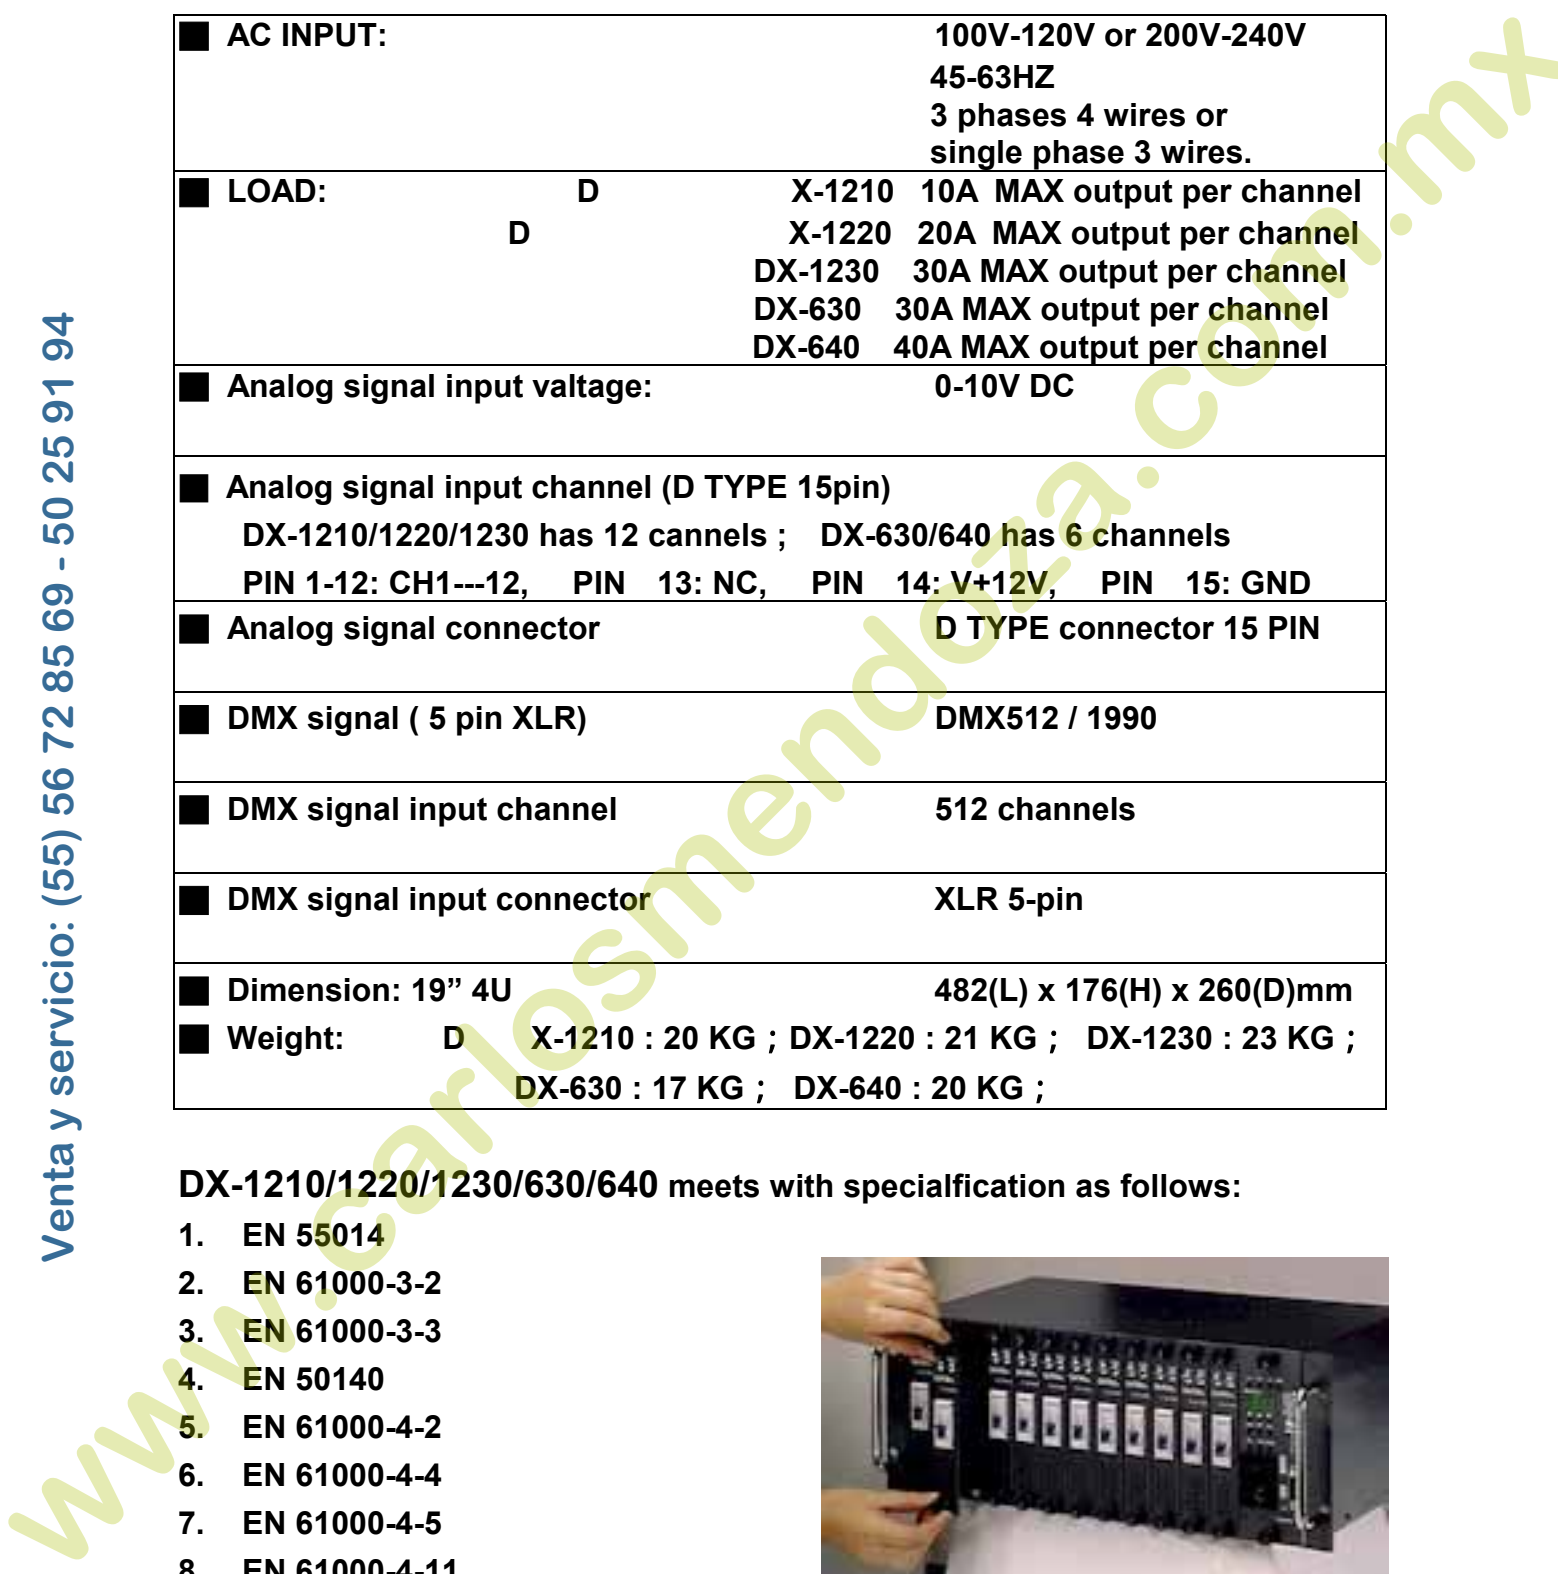 ■ AC INPUT: 100V-120V or 200V-240V
45-63HZ
3 phases 4 wires or
single phase 3 wires.
■ LOAD: D X-1210 10A MAX output per channel
D X-1220 20A MAX output per channel
DX-1230 30A MAX output per channel
DX-630 30A MAX output per channel
DX-640 40A MAX output per channel
■ Analog signal input valtage: 0-10V DC
■ Analog signal input channel (D TYPE 15pin)
DX-1210/1220/1230 has 12 cannels ; DX-630/640 has 6 channels
PIN 1-12: CH1---12, PIN 13: NC, PIN 14: V+12V, PIN 15: GND
■ Analog signal connector D TYPE connector 15 PIN
■ DMX signal ( 5 pin XLR) DMX512 / 1990
■ DMX signal input channel 512 channels
■ DMX signal input connector XLR 5-pin
■ Dimension: 19” 4U 482(L) x 176(H) x 260(D)mm
■ Weight: D X-1210 : 20 KG ; DX-1220 : 21 KG ; DX-1230 : 23 KG ;
DX-630 : 17 KG ; DX-640 : 20 KG ;
DX-1210/1220/1230/630/640 meets with specialfication as follows:
1. EN 55014
2. EN 61000-3-2
3. EN 61000-3-3
4. EN 50140
5. EN 61000-4-2
6. EN 61000-4-4
7. EN 61000-4-5
8. EN 61000-4-11
Venta y servicio: (55) 56 72 85 69 - 50 25 91 94
www.carlosmendoza.com.mx